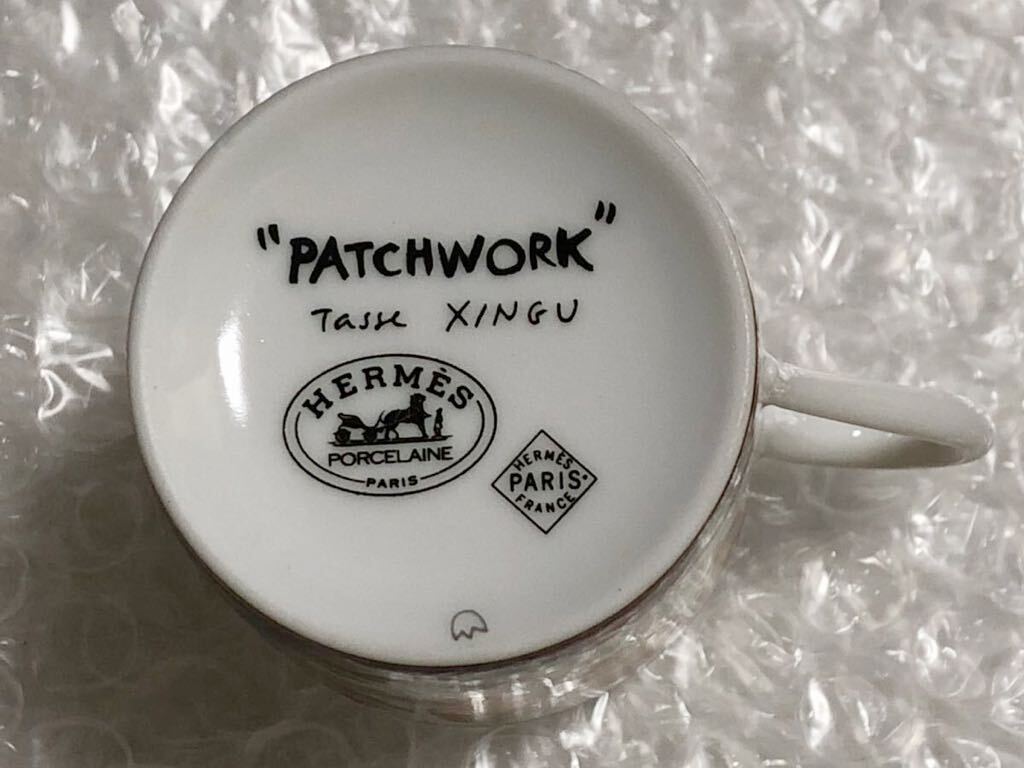 "PATCHWORK"
Tasse XINGU
HERMÈS
PORCELAINE
PARIS
HERMÈS
PARIS
FRANCE